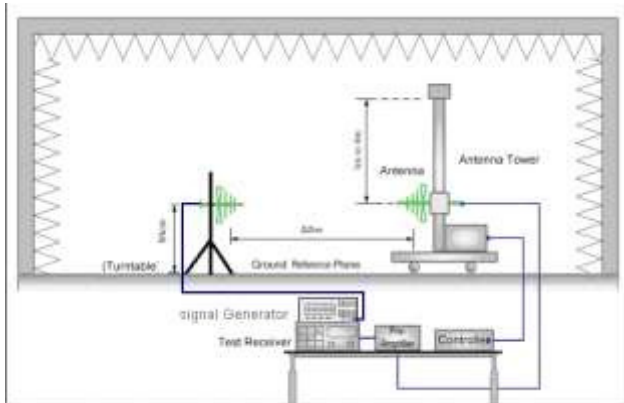 Antenna
Antenna Tower
(Turntable)
Ground Reference Plane
signal Generator
Test Receiver
Pre
Amplifier
Controller